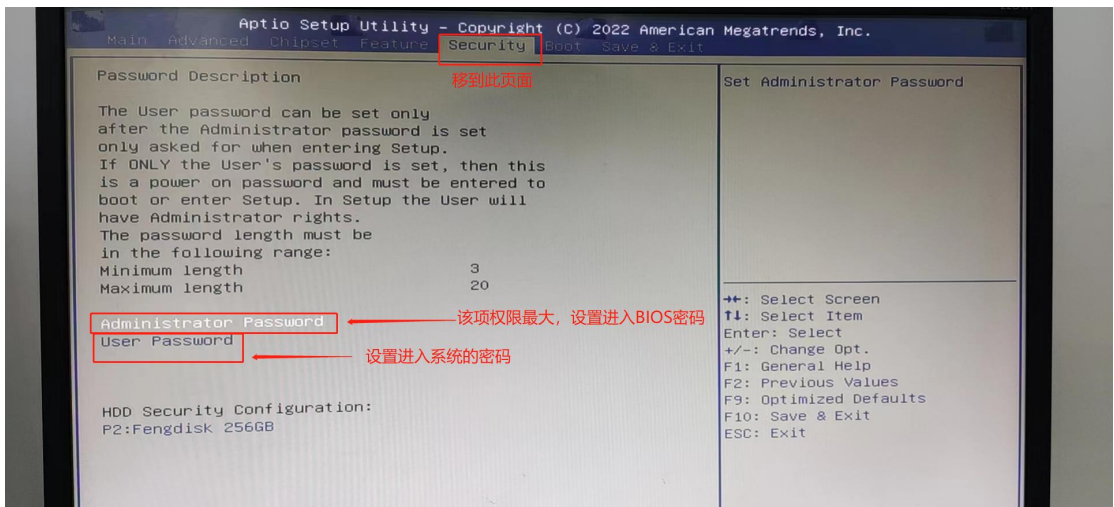 Aptio Setup Utility – Copyright (C) 2022 American Megatrends, Inc.
Main Advanced Chipset Feature Security Boot Save & Exit
移到此页面
Password Description
The User password can be set only
after the Administrator password is set
only asked for when entering Setup.
If ONLY the User's password is set, then this
is a power on password and must be entered to
boot or enter Setup. In Setup the User will
have Administrator rights.
The password length must be
in the following range:
Minimum length 3
Maximum length 20
Administrator Password
该项权限最大，设置进入BIOS密码
User Password
设置进入系统的密码
HDD Security Configuration:
P2:Fengdisk 256GB
Set Administrator Password
→←: Select Screen
↑↓: Select Item
Enter: Select
+/-: Change Opt.
F1: General Help
F2: Previous Values
F9: Optimized Defaults
F10: Save & Exit
ESC: Exit